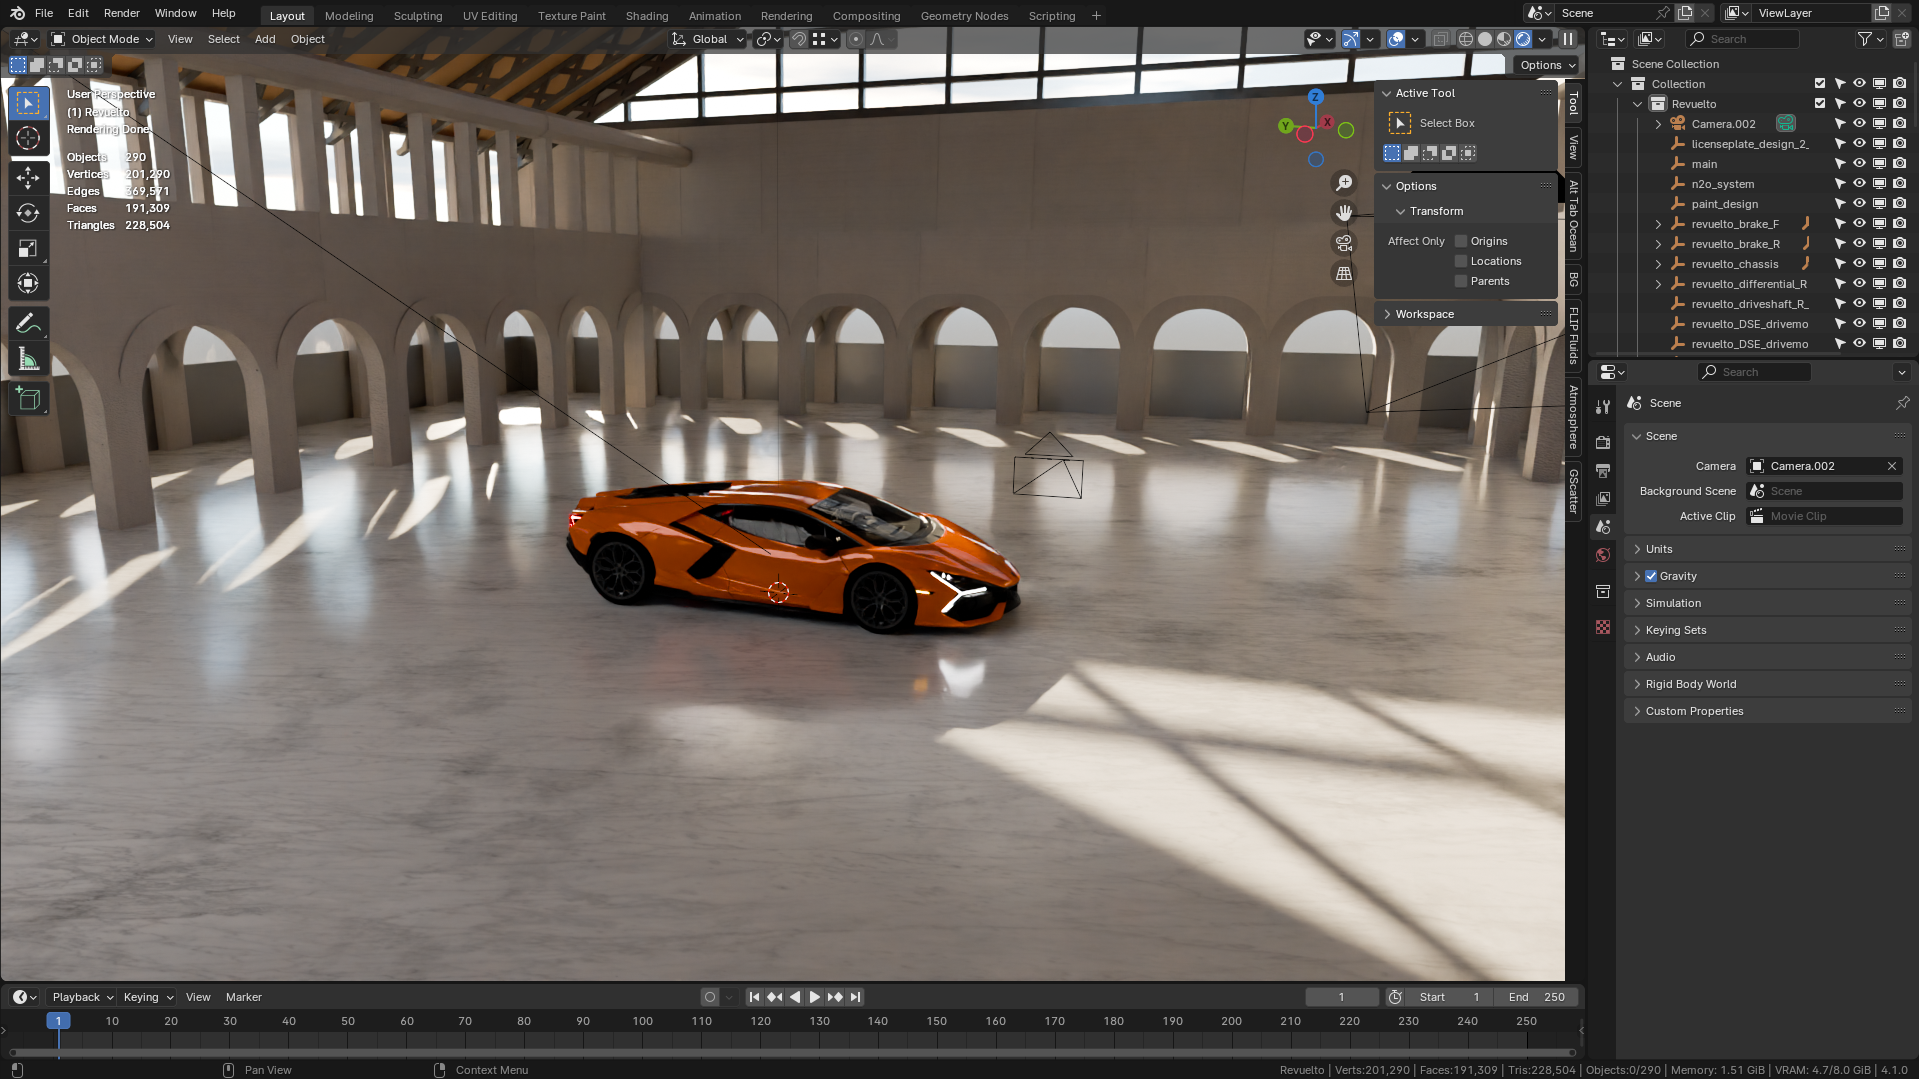 File Edit Render Window Help Layout Modeling Sculpting UV Editing Texture Paint Shading Animation Rendering Compositing Geometry Nodes Scripting + Scene ViewLayer
Object Mode View Select Add Object Global Search
Options
User Perspective
(1) Revuelto
Rendering Done
Objects 290
Vertices 201,290
Edges 369,571
Faces 191,309
Triangles 228,504
Z
Y
X
Active Tool
Select Box
Options
Transform
Affect Only Origins
Locations
Parents
Workspace
Tool
View
Alt Tab Ocean
BG
FLIP Fluids
Atmosphere
GScatter
Scene Collection
Collection
Revuelto
Camera.002
licenseplate_design_2_
main
n2o_system
paint_design
revuelto_brake_F
revuelto_brake_R
revuelto_chassis
revuelto_differential_R
revuelto_driveshaft_R_
revuelto_DSE_drivemo
revuelto_DSE_drivemo
Search
Scene
Scene
Camera Camera.002
Background Scene Scene
Active Clip Movie Clip
Units
Gravity
Simulation
Keying Sets
Audio
Rigid Body World
Custom Properties
Playback Keying View Marker 1 Start 1 End 250
1 10 20 30 40 50 60 70 80 90 100 110 120 130 140 150 160 170 180 190 200 210 220 230 240 250
Pan View Context Menu Revuelto | Verts:201,290 | Faces:191,309 | Tris:228,504 | Objects:0/290 | Memory: 1.51 GiB | VRAM: 4.7/8.0 GiB | 4.1.0